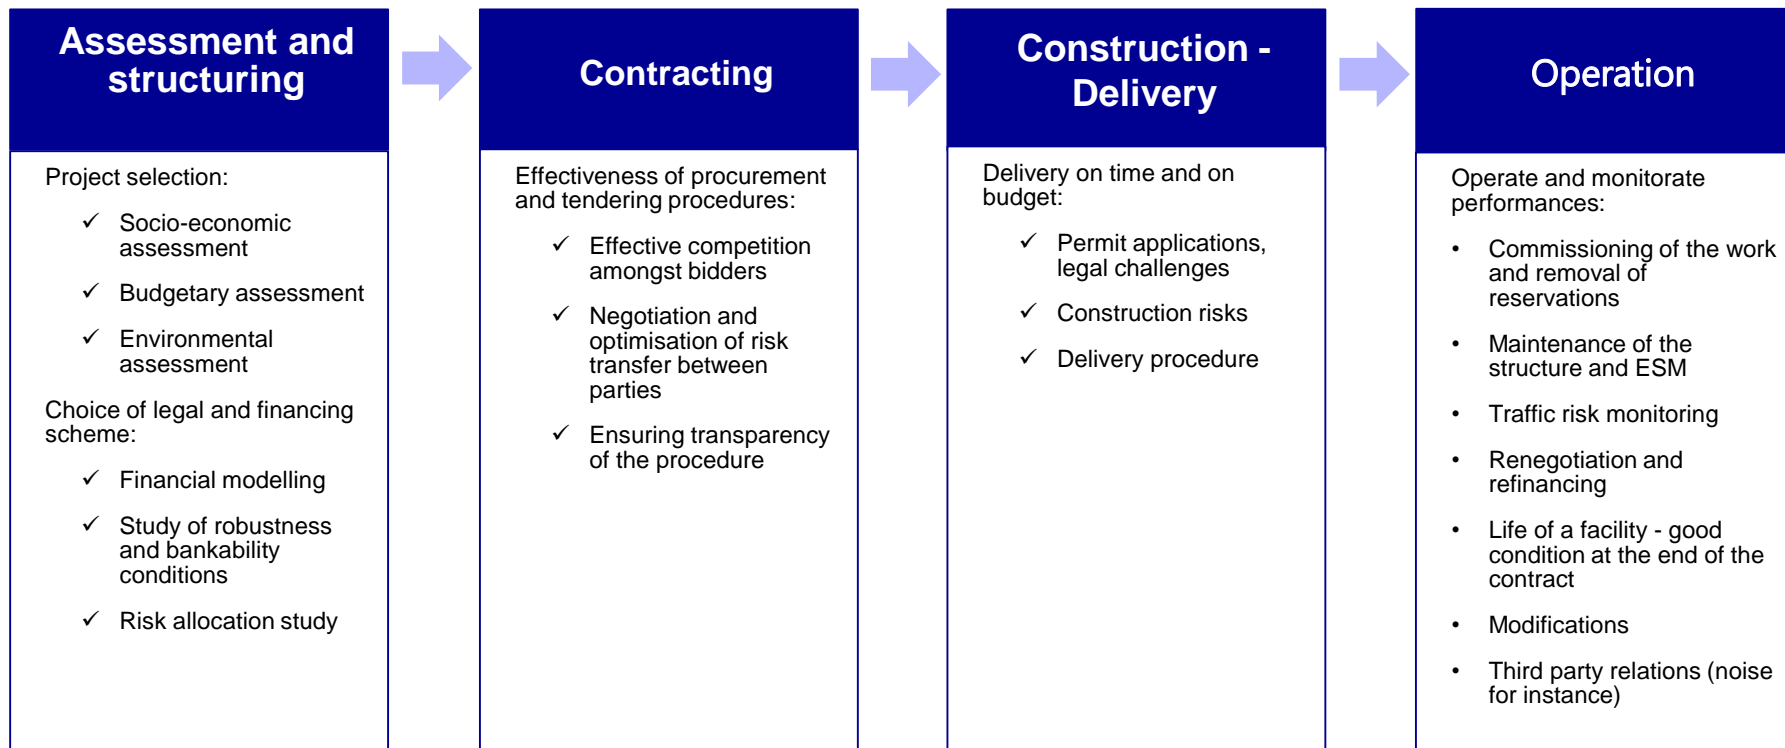 Assessment and
structuring
Project selection:
✓ Socio-economic
assessment
✓ Budgetary assessment
✓ Environmental
assessment
Choice of legal and financing
scheme:
✓ Financial modelling
✓ Study of robustness
and bankability
conditions
✓ Risk allocation study
Contracting
Effectiveness of procurement
and tendering procedures:
✓ Effective competition
amongst bidders
✓ Negotiation and
optimisation of risk
transfer between
parties
✓ Ensuring transparency
of the procedure
Construction -
Delivery
Delivery on time and on
budget:
✓ Permit applications,
legal challenges
✓ Construction risks
✓ Delivery procedure
Operation
Operate and monitorate
performances:
• Commissioning of the work
and removal of
reservations
• Maintenance of the
structure and ESM
• Traffic risk monitoring
• Renegotiation and
refinancing
• Life of a facility - good
condition at the end of the
contract
• Modifications
• Third party relations (noise
for instance)